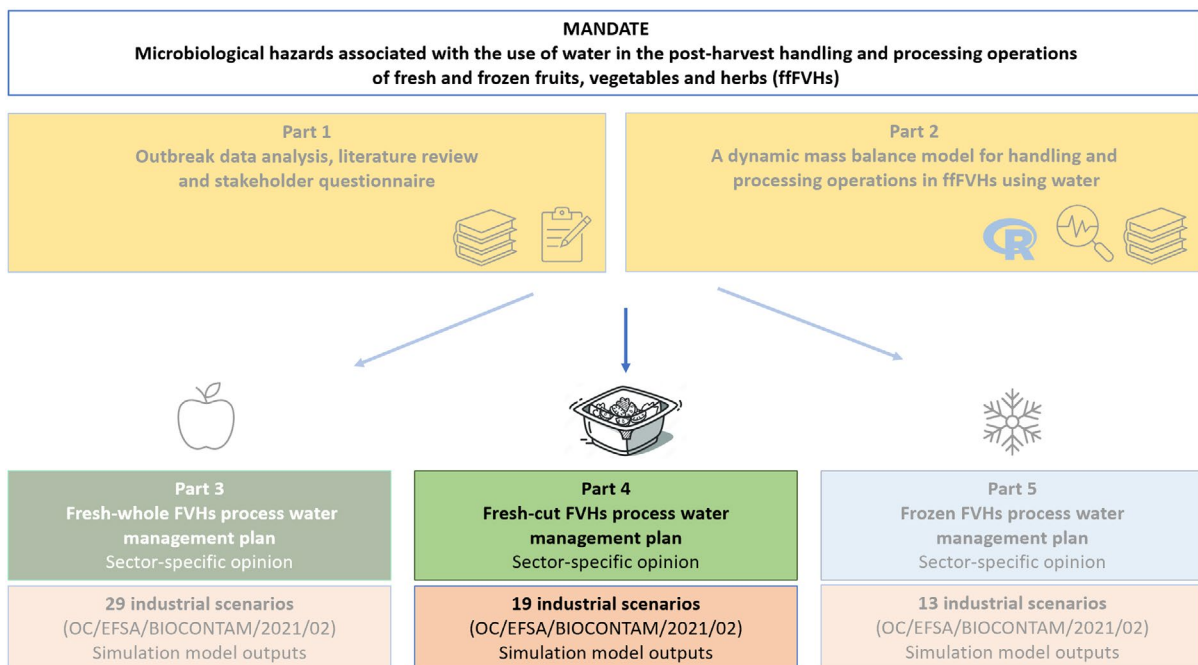 MANDATE
Microbiological hazards associated with the use of water in the post-harvest handling and processing operations
of fresh and frozen fruits, vegetables and herbs (ffFVHs)
Part 1
Outbreak data analysis, literature review
and stakeholder questionnaire
Part 2
A dynamic mass balance model for handling and
processing operations in ffFVHs using water
R
Part 3
Fresh-whole FVHs process water
management plan
Sector-specific opinion
29 industrial scenarios
(OC/EFSA/BIOCONTAM/2021/02)
Simulation model outputs
Part 4
Fresh-cut FVHs process water
management plan
Sector-specific opinion
19 industrial scenarios
(OC/EFSA/BIOCONTAM/2021/02)
Simulation model outputs
Part 5
Frozen FVHs process water
management plan
Sector-specific opinion
13 industrial scenarios
(OC/EFSA/BIOCONTAM/2021/02)
Simulation model outputs